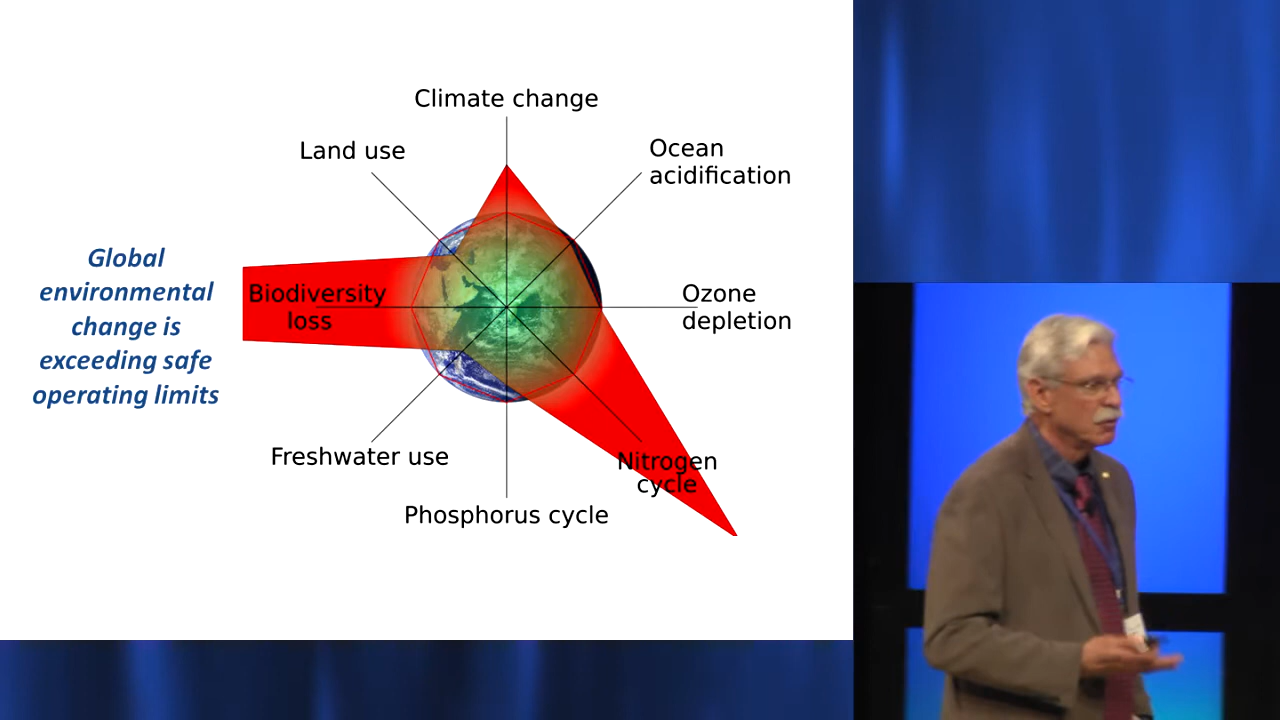 Climate change
Land use
Ocean
acidification
Global
environmental
change is
exceeding safe
operating limits
Biodiversity
loss
Ozone
depletion
Freshwater use
Nitrogen
cycle
Phosphorus cycle